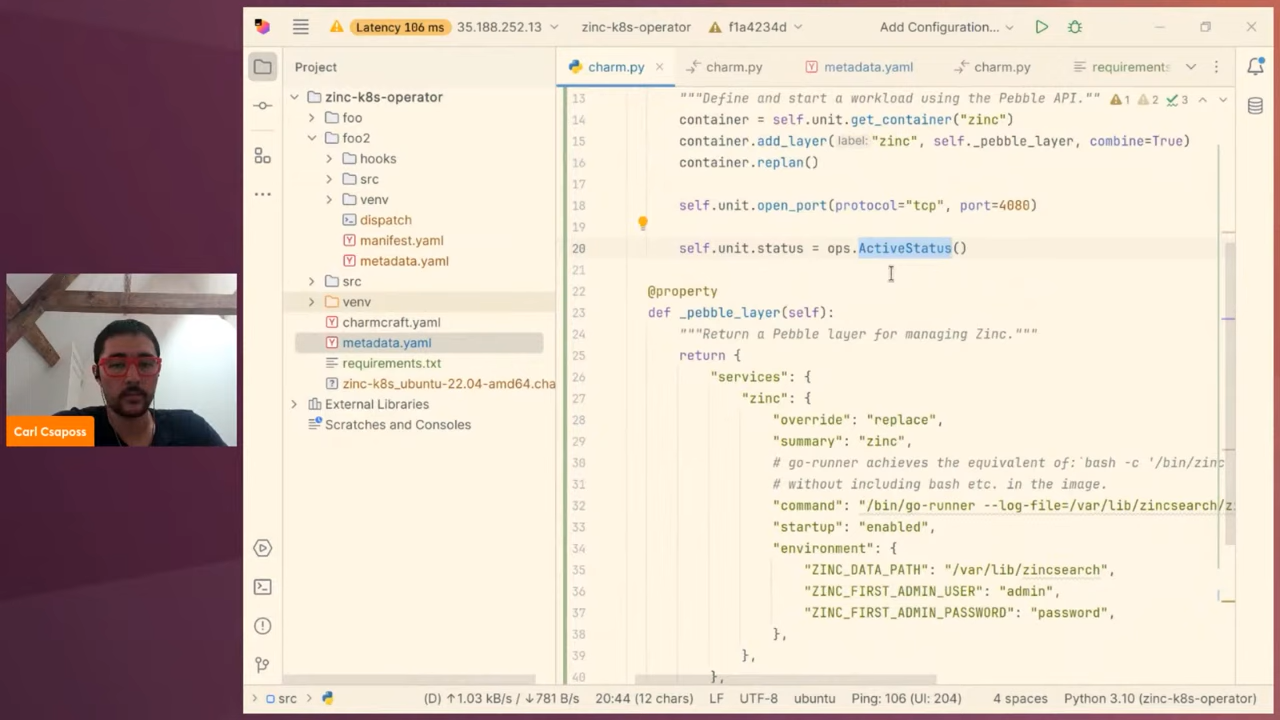 Latency 106 ms 35.188.252.13 zinc-k8s-operator f1a4234d Add Configuration...
Project
charm.py charm.py metadata.yaml charm.py requirements
zinc-k8s-operator
foo
foo2
hooks
src
venv
dispatch
manifest.yaml
metadata.yaml
src
venv
charmcraft.yaml
metadata.yaml
requirements.txt
zinc-k8s_ubuntu-22.04-amd64.cha
External Libraries
Scratches and Consoles
13 """Define and start a workload using the Pebble API.""" 1 2 3
14 container = self.unit.get_container("zinc")
15 container.add_layer( label: "zinc", self._pebble_layer, combine=True)
16 container.replan()
17
18 self.unit.open_port(protocol="tcp", port=4080)
19
20 self.unit.status = ops.ActiveStatus()
21
22 @property
23 def _pebble_layer(self):
24 """Return a Pebble layer for managing Zinc."""
25 return {
26 "services": {
27 "zinc": {
28 "override": "replace",
29 "summary": "zinc",
30 # go-runner achieves the equivalent of:`bash -c '/bin/zinc
31 # without including bash etc. in the image.
32 "command": "/bin/go-runner --log-file=/var/lib/zincsearch/z
33 "startup": "enabled",
34 "environment": {
35 "ZINC_DATA_PATH": "/var/lib/zincsearch",
36 "ZINC_FIRST_ADMIN_USER": "admin",
37 "ZINC_FIRST_ADMIN_PASSWORD": "password",
38 },
39 },
40 },
Carl Csaposs
src (D) ↑1.03 kB/s / ↓781 B/s 20:44 (12 chars) LF UTF-8 ubuntu Ping: 106 (UI: 204) 4 spaces Python 3.10 (zinc-k8s-operator)